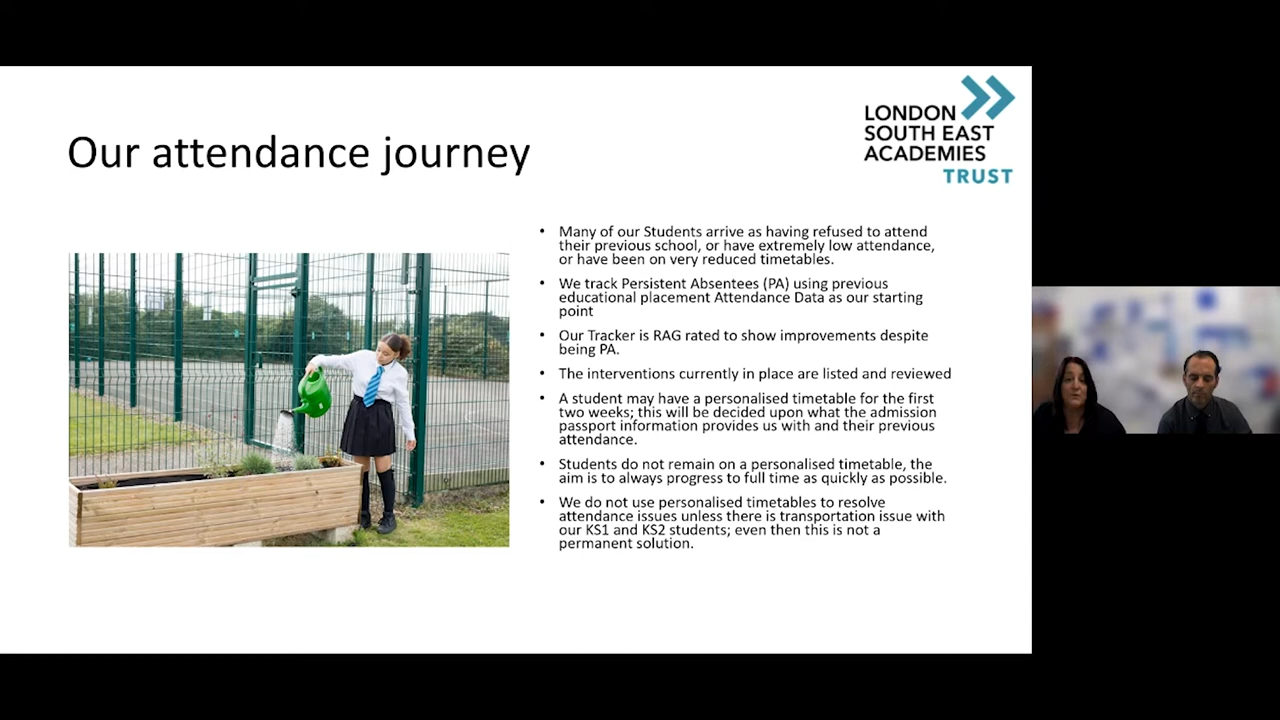 Our attendance journey
LONDON
SOUTH EAST
ACADEMIES
TRUST
• Many of our Students arrive as having refused to attend
their previous school, or have extremely low attendance,
or have been on very reduced timetables.
• We track Persistent Absentees (PA) using previous
educational placement Attendance Data as our starting
point
• Our Tracker is RAG rated to show improvements despite
being PA.
• The interventions currently in place are listed and reviewed
• A student may have a personalised timetable for the first
two weeks; this will be decided upon what the admission
passport information provides us with and their previous
attendance.
• Students do not remain on a personalised timetable, the
aim is to always progress to full time as quickly as possible.
• We do not use personalised timetables to resolve
attendance issues unless there is transportation issue with
our KS1 and KS2 students; even then this is not a
permanent solution.